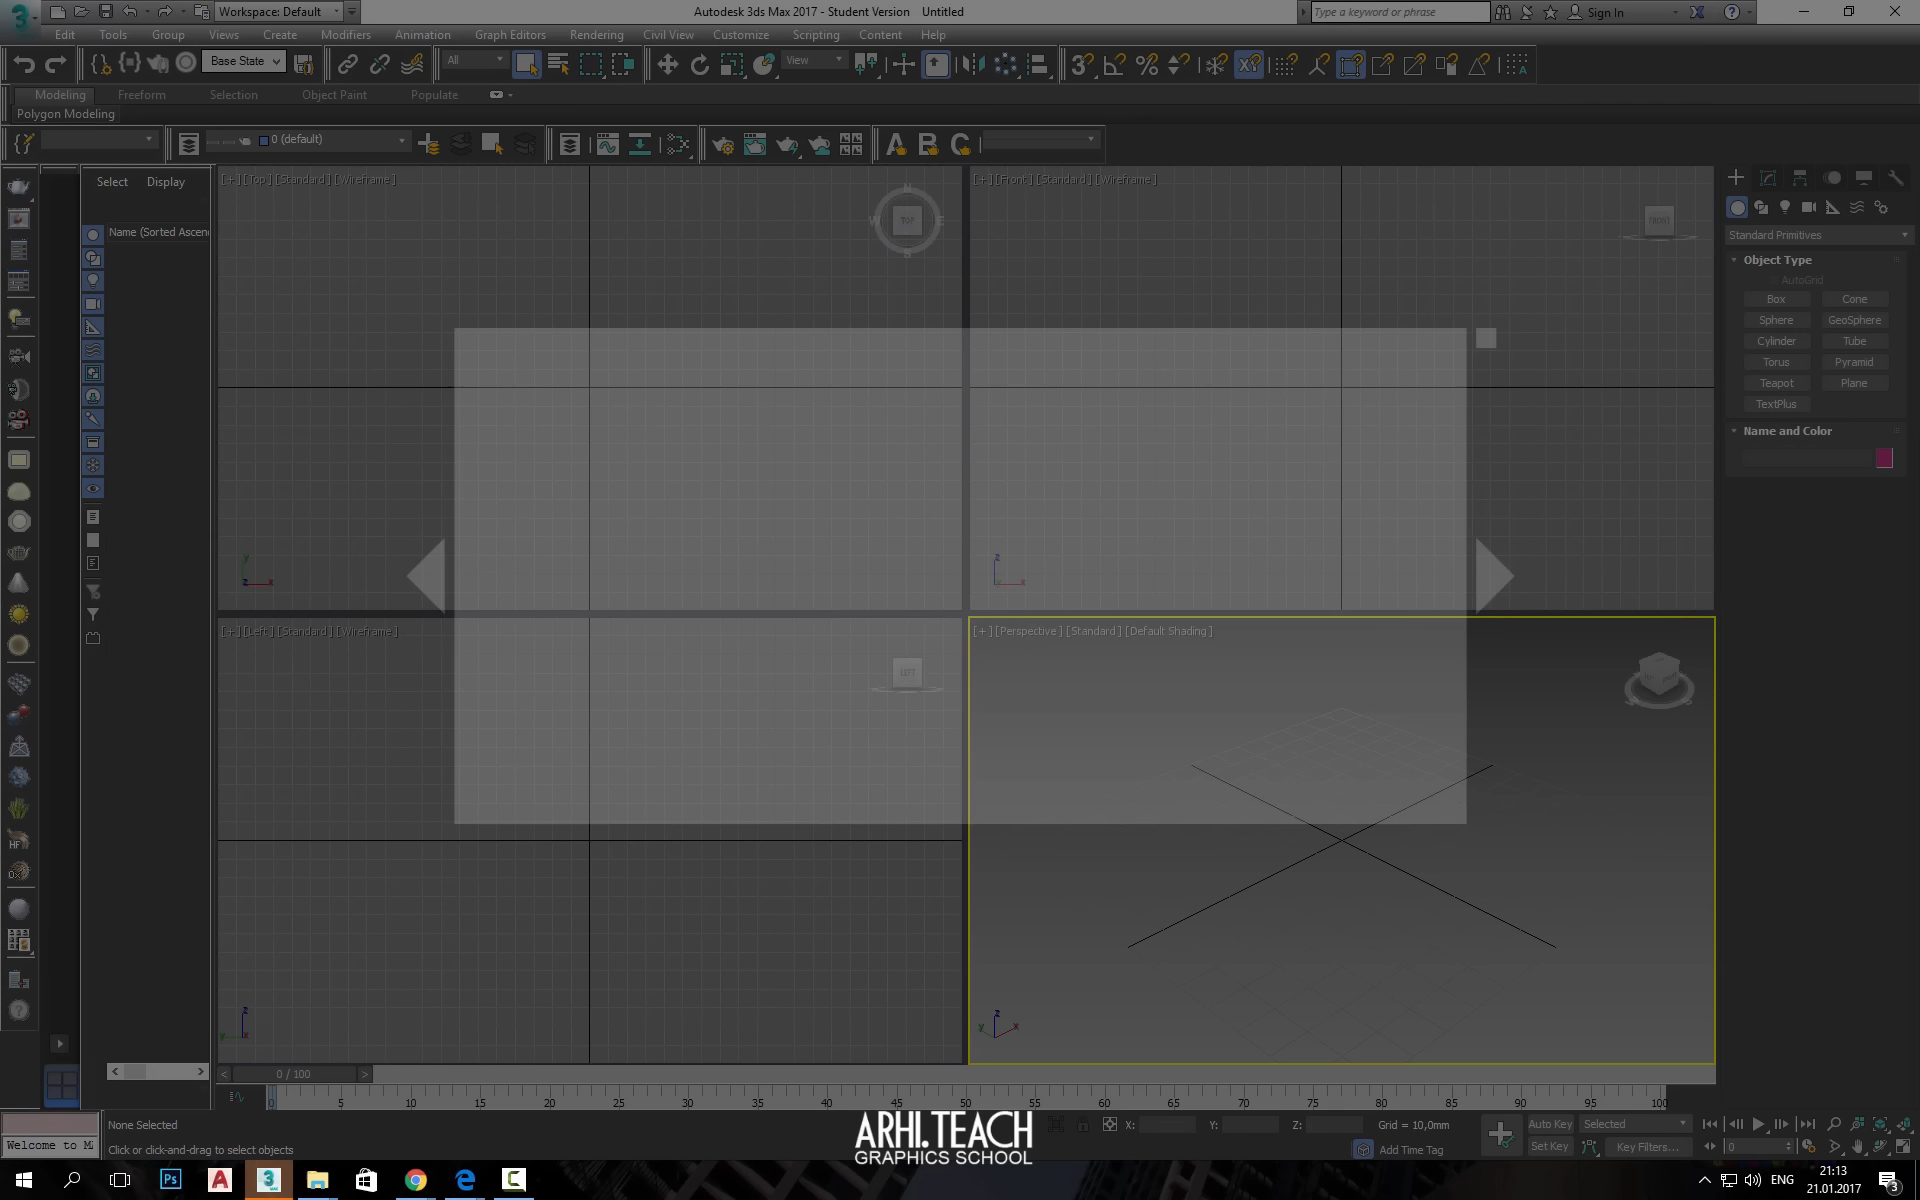 Workspace: Default
Autodesk 3ds Max 2017 - Student Version    Untitled
Type a keyword or phrase
Sign In
Edit Tools Group Views Create Modifiers Animation Graph Editors Rendering Civil View Customize Scripting Content Help
Base State
All
View
Modeling Freeform Selection Object Paint Populate
Polygon Modeling
0 (default)
Select Display
Name (Sorted Ascen
[+] [Top] [Standard] [Wireframe]
TOP
[+] [Front] [Standard] [Wireframe]
FRONT
Standard Primitives
Object Type
AutoGrid
Box Cone
Sphere GeoSphere
Cylinder Tube
Torus Pyramid
Teapot Plane
TextPlus
Name and Color
[+] [Left] [Standard] [Wireframe]
LEFT
[+] [Perspective] [Standard] [Default Shading]
0 / 100
0 5 10 15 20 25 30 35 40 45 50 55 60 65 70 75 80 85 90 95 100
None Selected
Welcome to M
Click or click-and-drag to select objects
ARHI.TEACH
GRAPHICS SCHOOL
X: Y: Z: Grid = 10,0mm
Add Time Tag
Auto Key Selected
Set Key Key Filters...
0
ENG
21:13
21.01.2017
3